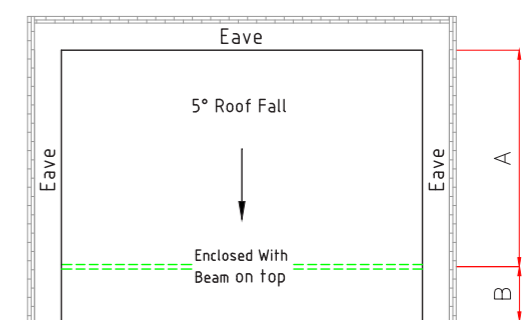 Eave
5° Roof Fall
Eave
Eave
A
Enclosed With
Beam on top
B